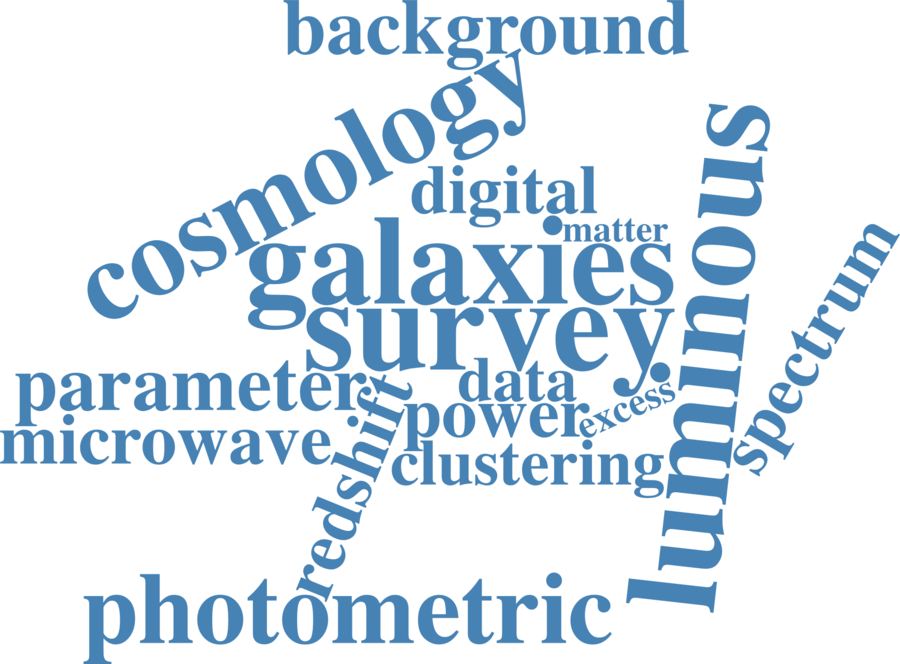 background
cosmology
digital
matter
galaxies
luminous
survey
spectrum
parameter
data
redshift
power
excess
microwave
clustering
photometric